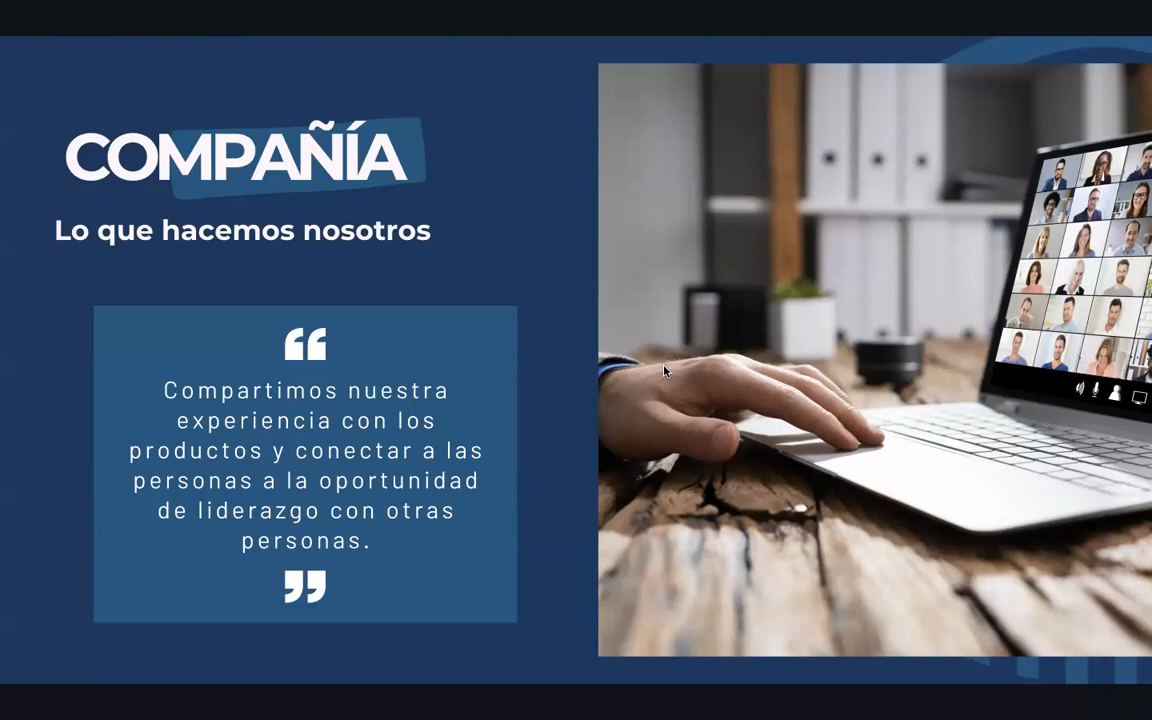 COMPAÑÍA
Lo que hacemos nosotros
“
Compartimos nuestra
experiencia con los
productos y conectar a las
personas a la oportunidad
de liderazgo con otras
personas.
”